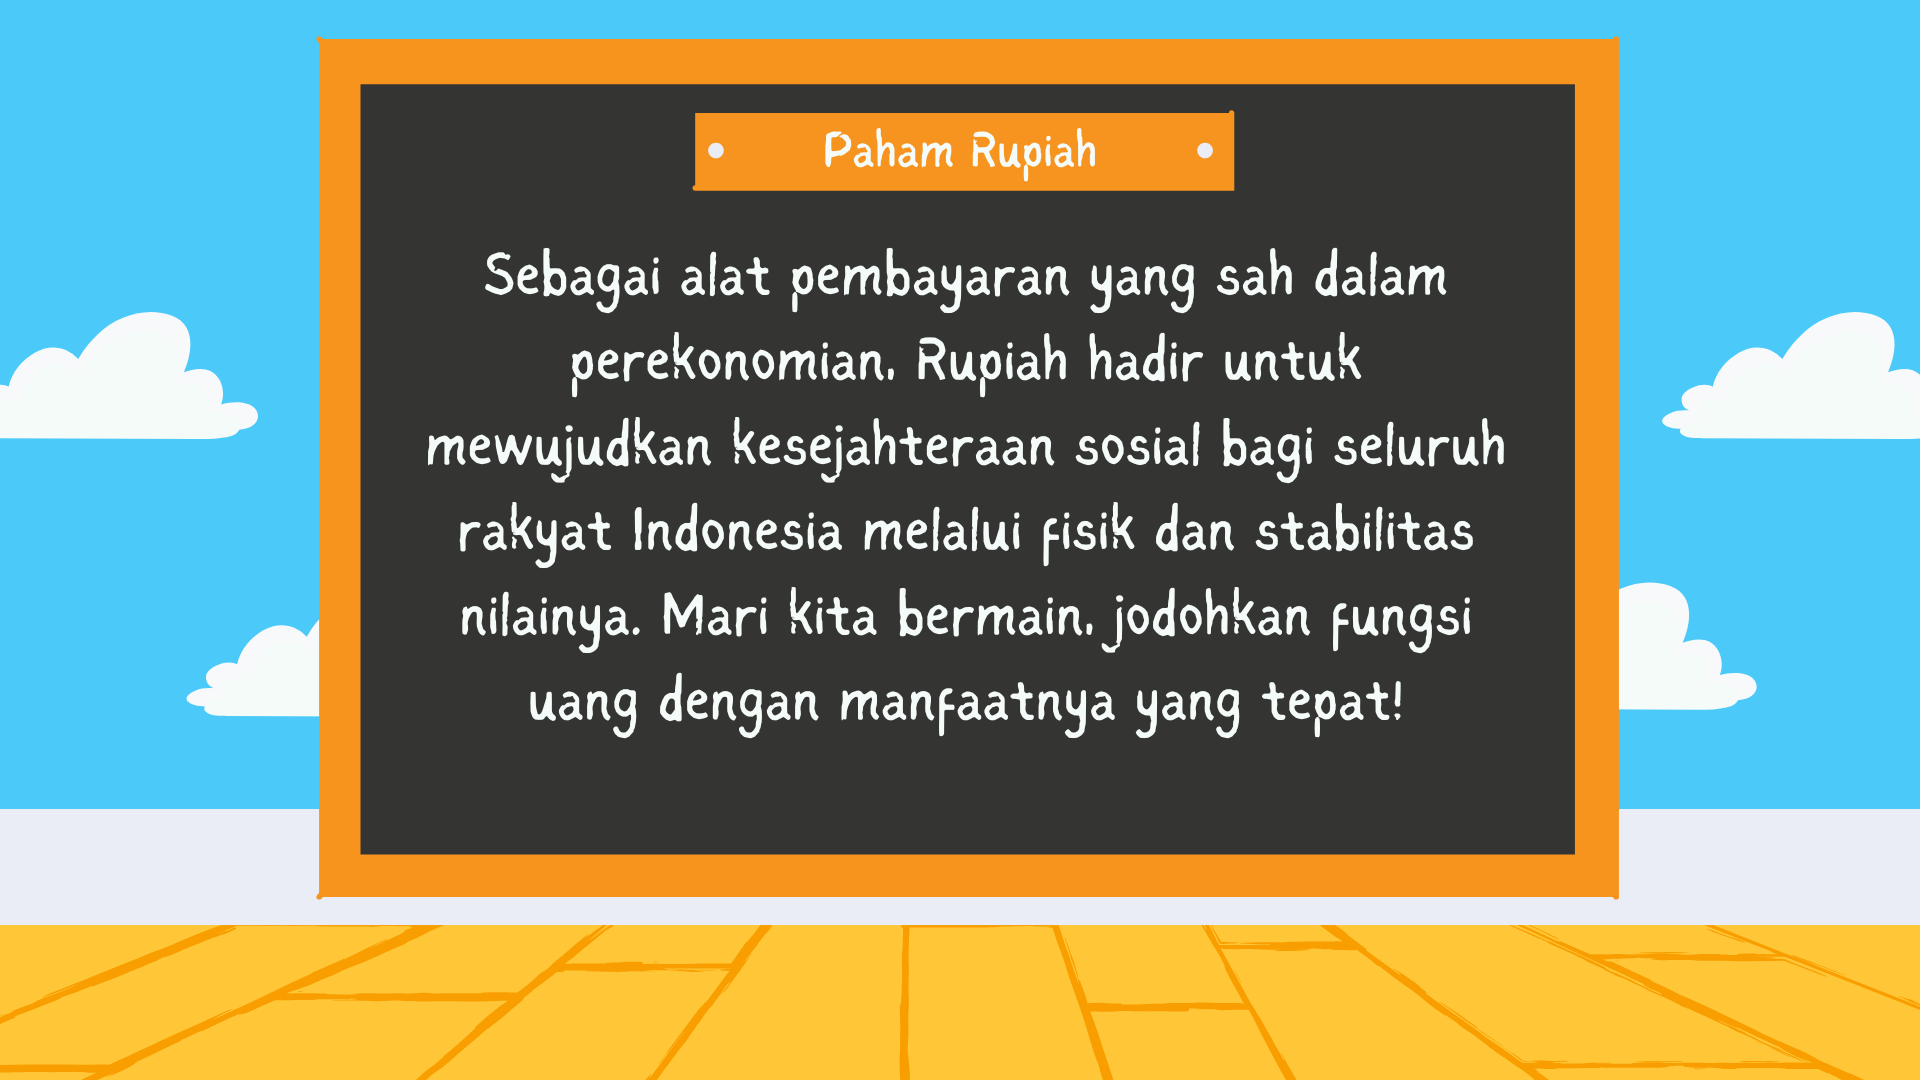 Paham Rupiah
Sebagai alat pembayaran yang sah dalam
perekonomian, Rupiah hadir untuk
mewujudkan kesejahteraan sosial bagi seluruh
rakyat Indonesia melalui fisik dan stabilitas
nilainya. Mari kita bermain, jodohkan fungsi
uang dengan manfaatnya yang tepat!